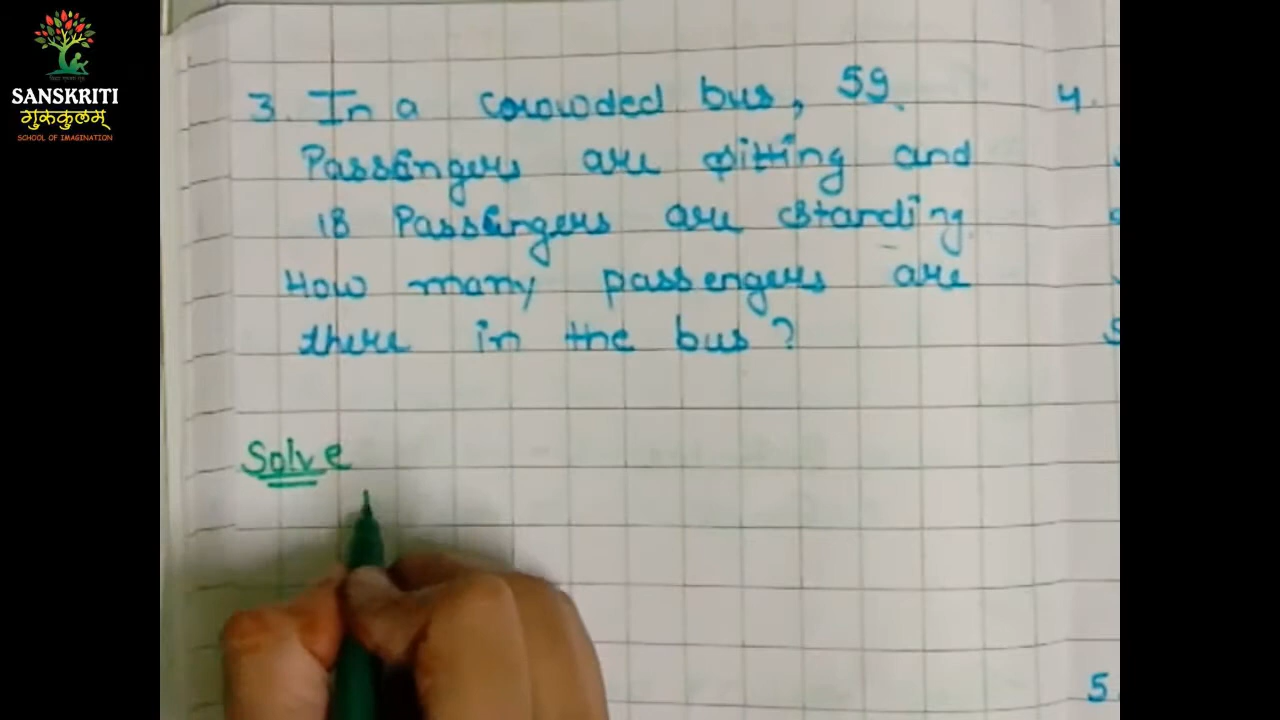 SANSKRITI
गुरुकुलम्
SCHOOL OF IMAGINATION
3. In a crowded bus, 59
Passangers are sitting and
18 Passengers are standing
How many passengers are
there in the bus?
Solve
4.
5.